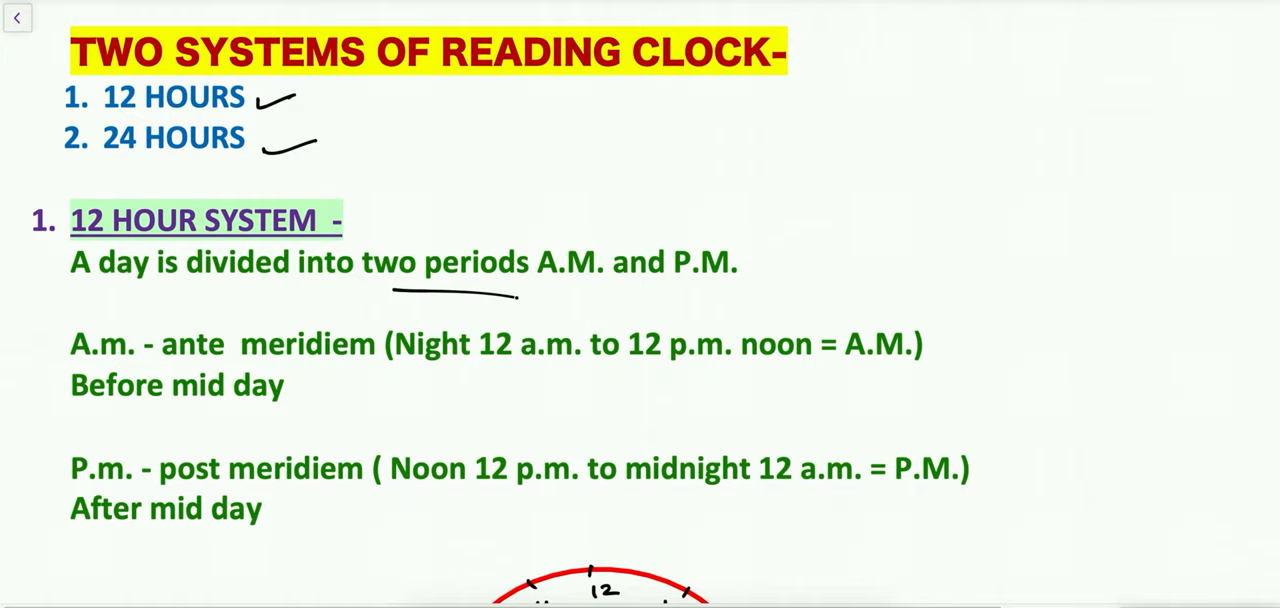 TWO SYSTEMS OF READING CLOCK-
1. 12 HOURS
2. 24 HOURS
1. 12 HOUR SYSTEM -
A day is divided into two periods A.M. and P.M.
A.m. - ante meridiem (Night 12 a.m. to 12 p.m. noon = A.M.)
Before mid day
P.m. - post meridiem ( Noon 12 p.m. to midnight 12 a.m. = P.M.)
After mid day
12